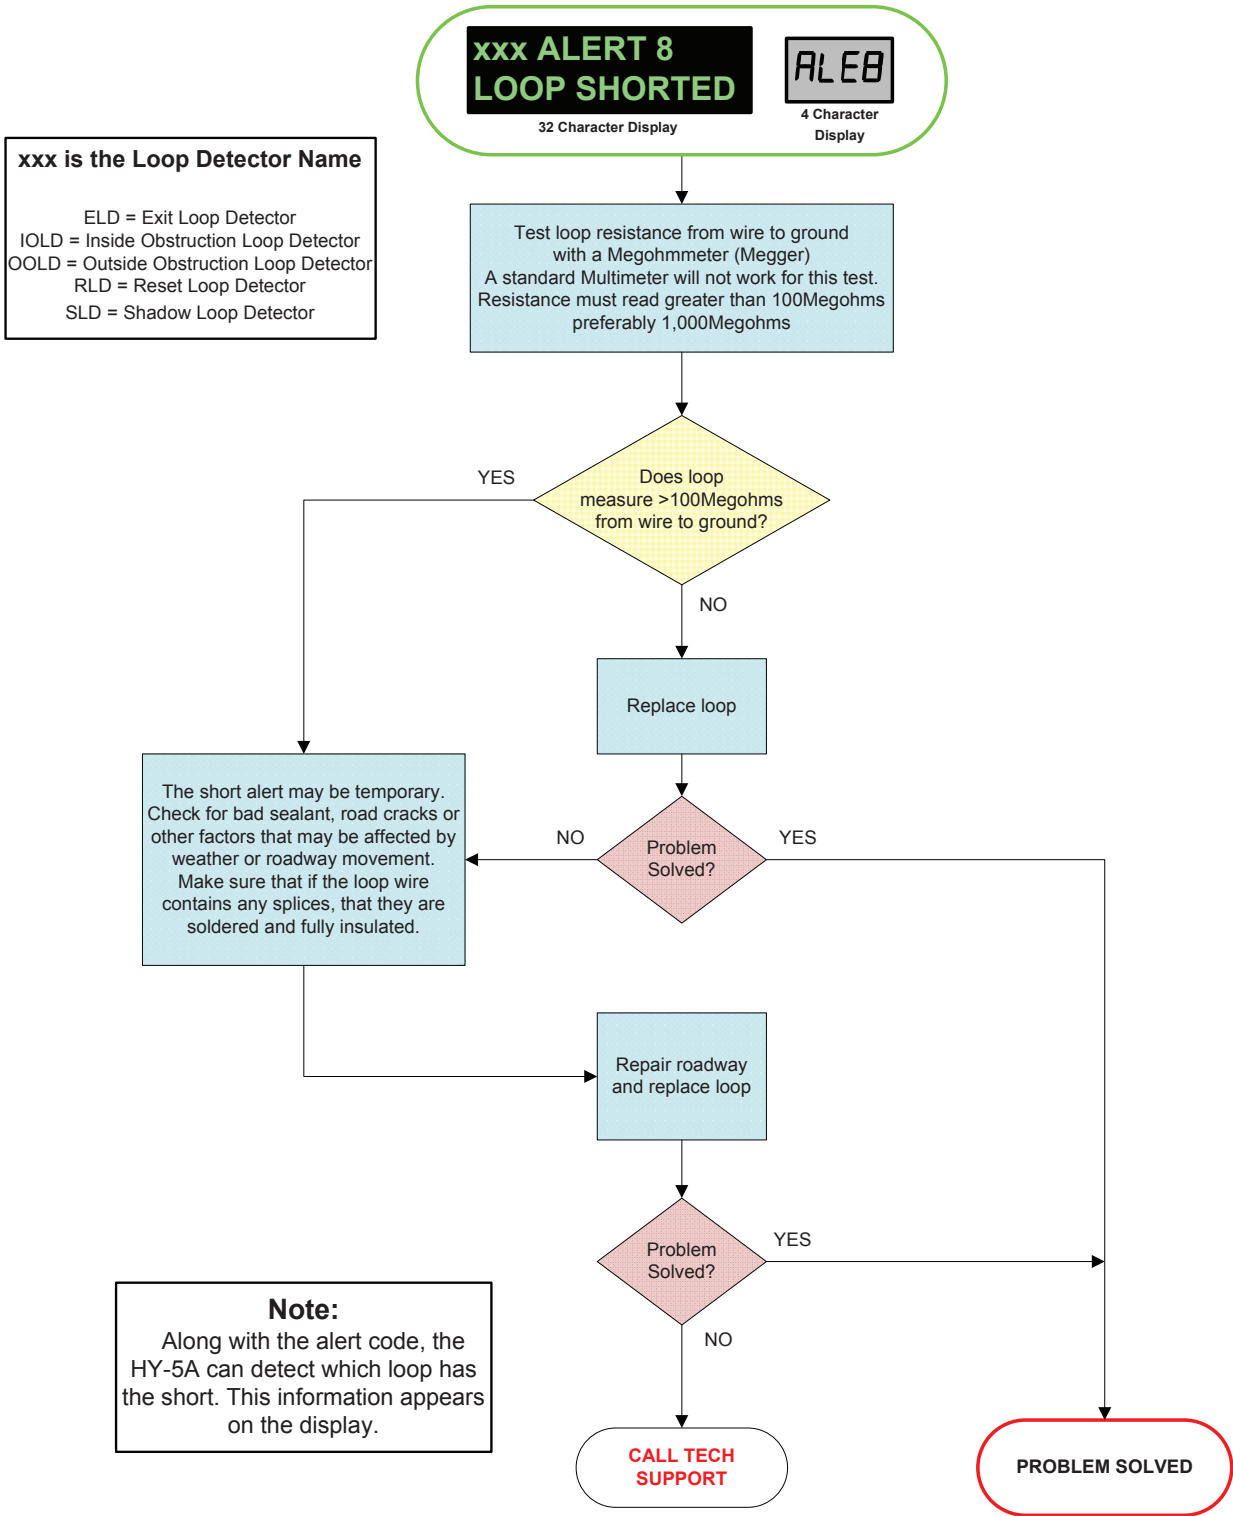 xxx ALERT 8
LOOP SHORTED
32 Character Display
ALE8
4 Character
Display
xxx is the Loop Detector Name
ELD = Exit Loop Detector
IOLD = Inside Obstruction Loop Detector
OOLD = Outside Obstruction Loop Detector
RLD = Reset Loop Detector
SLD = Shadow Loop Detector
Test loop resistance from wire to ground
with a Megohmmeter (Megger)
A standard Multimeter will not work for this test.
Resistance must read greater than 100Megohms
preferably 1,000Megohms
Does loop
measure >100Megohms
from wire to ground?
YES
NO
Replace loop
Problem
Solved?
NO
YES
The short alert may be temporary.
Check for bad sealant, road cracks or
other factors that may be affected by
weather or roadway movement.
Make sure that if the loop wire
contains any splices, that they are
soldered and fully insulated.
Repair roadway
and replace loop
Problem
Solved?
YES
NO
Note:
Along with the alert code, the
HY-5A can detect which loop has
the short. This information appears
on the display.
CALL TECH
SUPPORT
PROBLEM SOLVED